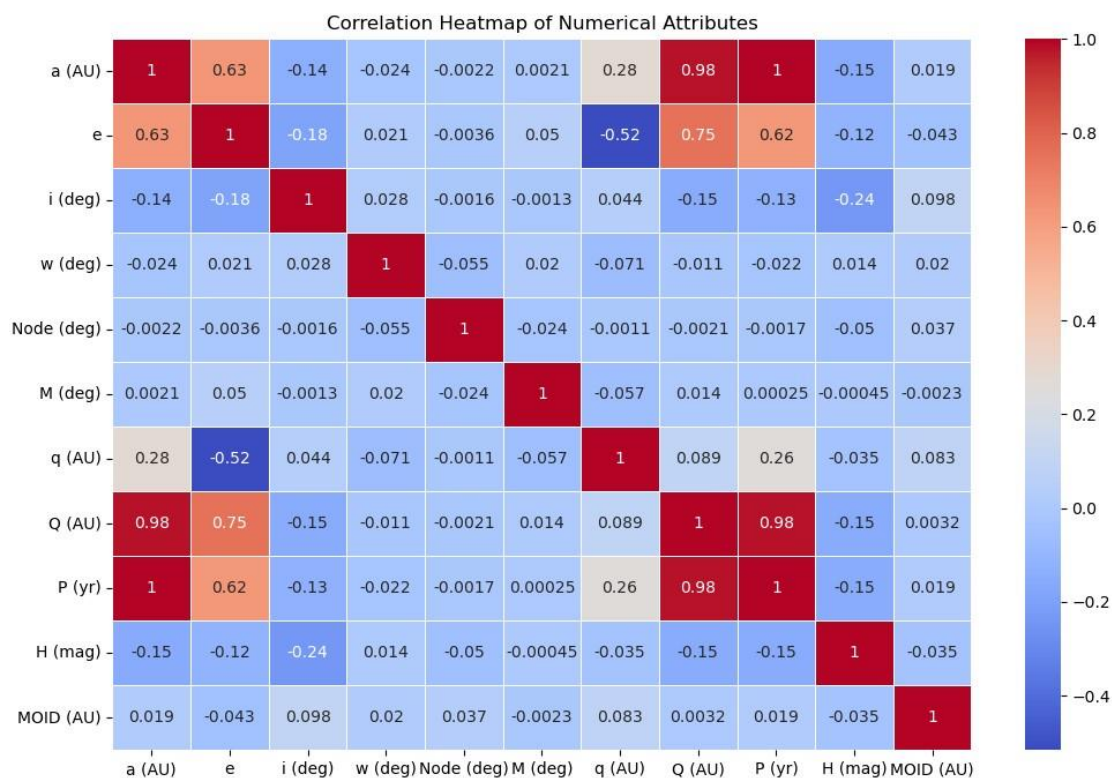 Correlation Heatmap of Numerical Attributes
a (AU) 1 0.63 -0.14 -0.024 -0.0022 0.0021 0.28 0.98 1 -0.15 0.019
e 0.63 1 -0.18 0.021 -0.0036 0.05 -0.52 0.75 0.62 -0.12 -0.043
i (deg) -0.14 -0.18 1 0.028 -0.0016 -0.0013 0.044 -0.15 -0.13 -0.24 0.098
w (deg) -0.024 0.021 0.028 1 -0.055 0.02 -0.071 -0.011 -0.022 0.014 0.02
Node (deg) -0.0022 -0.0036 -0.0016 -0.055 1 -0.024 -0.0011 -0.0021 -0.0017 -0.05 0.037
M (deg) 0.0021 0.05 -0.0013 0.02 -0.024 1 -0.057 0.014 0.00025 -0.00045 -0.0023
q (AU) 0.28 -0.52 0.044 -0.071 -0.0011 -0.057 1 0.089 0.26 -0.035 0.083
Q (AU) 0.98 0.75 -0.15 -0.011 -0.0021 0.014 0.089 1 0.98 -0.15 0.0032
P (yr) 1 0.62 -0.13 -0.022 -0.0017 0.00025 0.26 0.98 1 -0.15 0.019
H (mag) -0.15 -0.12 -0.24 0.014 -0.05 -0.00045 -0.035 -0.15 -0.15 1 -0.035
MOID (AU) 0.019 -0.043 0.098 0.02 0.037 -0.0023 0.083 0.0032 0.019 -0.035 1
a (AU) e i (deg) w (deg) Node (deg) M (deg) q (AU) Q (AU) P (yr) H (mag) MOID (AU)
1.0
0.8
0.6
0.4
0.2
0.0
−0.2
−0.4